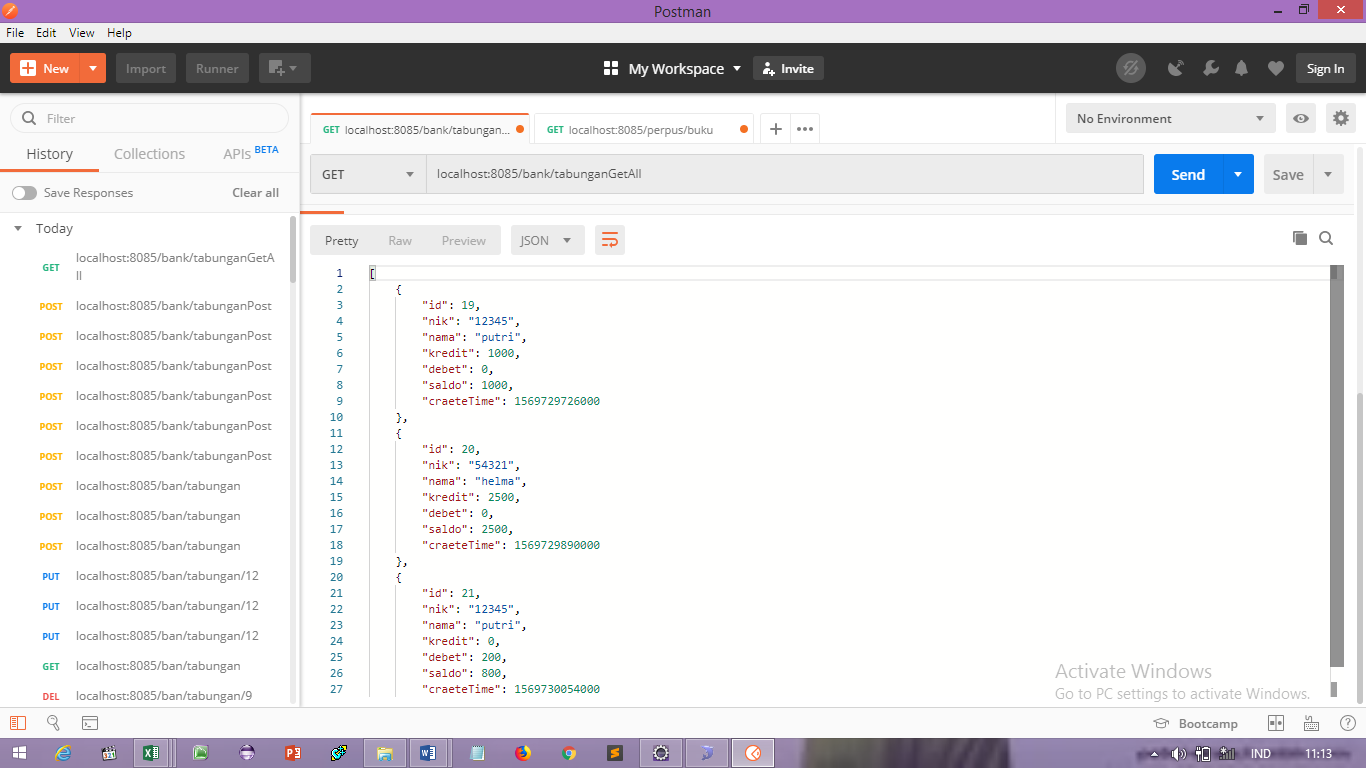 Postman
File Edit View Help
New Import Runner My Workspace Invite Sign In
Filter
History Collections APIs BETA
Save Responses Clear all
Today
GET localhost:8085/bank/tabunganGetA
ll
POST localhost:8085/bank/tabunganPost
POST localhost:8085/bank/tabunganPost
POST localhost:8085/bank/tabunganPost
POST localhost:8085/bank/tabunganPost
POST localhost:8085/bank/tabunganPost
POST localhost:8085/bank/tabunganPost
POST localhost:8085/ban/tabungan
POST localhost:8085/ban/tabungan
POST localhost:8085/ban/tabungan
PUT localhost:8085/ban/tabungan/12
PUT localhost:8085/ban/tabungan/12
PUT localhost:8085/ban/tabungan/12
GET localhost:8085/ban/tabungan
DEL localhost:8085/ban/tabungan/9
GET localhost:8085/bank/tabungan... GET localhost:8085/perpus/buku
No Environment
GET localhost:8085/bank/tabunganGetAll Send Save
Pretty Raw Preview JSON
1 [
2 {
3 "id": 19,
4 "nik": "12345",
5 "nama": "putri",
6 "kredit": 1000,
7 "debet": 0,
8 "saldo": 1000,
9 "craeteTime": 1569729726000
10 },
11 {
12 "id": 20,
13 "nik": "54321",
14 "nama": "helma",
15 "kredit": 2500,
16 "debet": 0,
17 "saldo": 2500,
18 "craeteTime": 1569729890000
19 },
20 {
21 "id": 21,
22 "nik": "12345",
23 "nama": "putri",
24 "kredit": 0,
25 "debet": 200,
26 "saldo": 800,
27 "craeteTime": 1569730054000
Activate Windows
Go to PC settings to activate Windows.
Bootcamp
IND 11:13